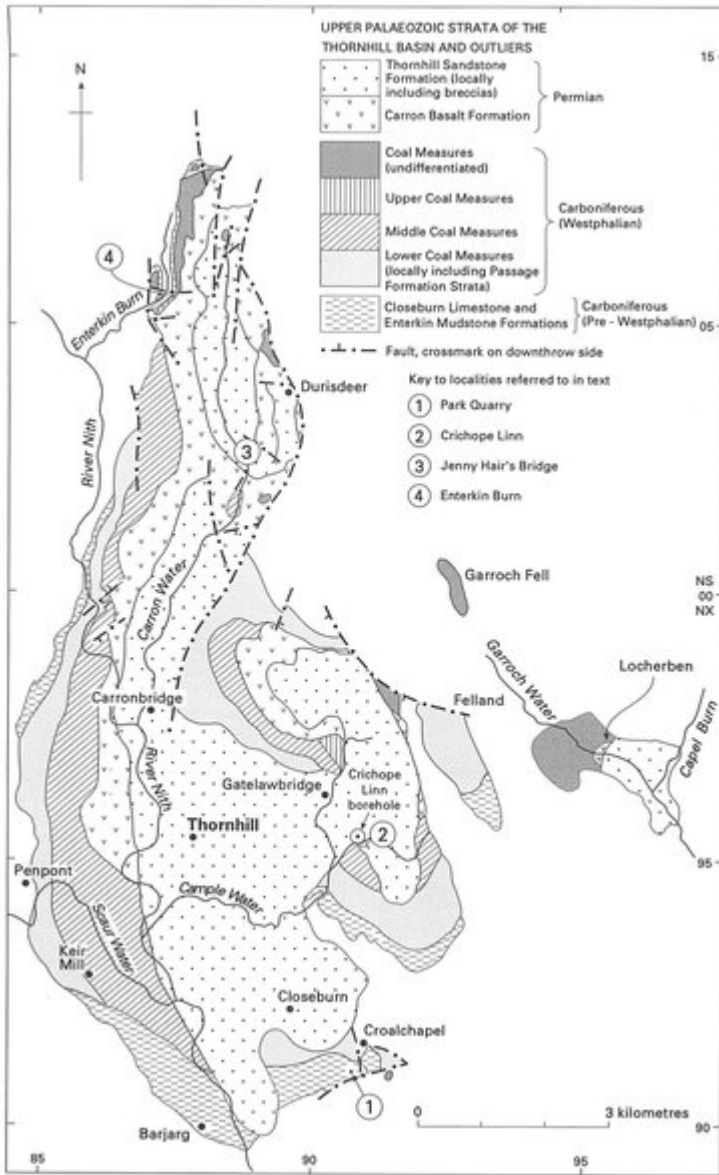 UPPER PALAEOZOIC STRATA OF THE
THORNHILL BASIN AND OUTLIERS
Thornhill Sandstone
Formation (locally
including breccias)
Carron Basalt Formation
Permian
Coal Measures
(undifferentiated)
Upper Coal Measures
Middle Coal Measures
Lower Coal Measures
(locally including Passage
Formation Strata)
Carboniferous
(Westphalian)
Closeburn Limestone and
Enterkin Mudstone Formations
Carboniferous
(Pre - Westphalian)
Fault, crossmark on downthrow side
Key to localities referred to in text
1 Park Quarry
2 Crichope Linn
3 Jenny Hair's Bridge
4 Enterkin Burn
N
15
4
Enterkin Burn
05
Durisdeer
River Nith
3
Garroch Fell
NS
00
NX
Carron Water
Garroch Water
Locherben
Carronbridge
Felland
Capel Burn
River Nith
Gatelawbridge
Crichope
Linn
borehole
Thornhill
2
95
Penpont
Cample Water
Scaur Water
Keir
Mill
Closeburn
Croalchapel
1
0
3 kilometres
Barjarg
90
85
90
95